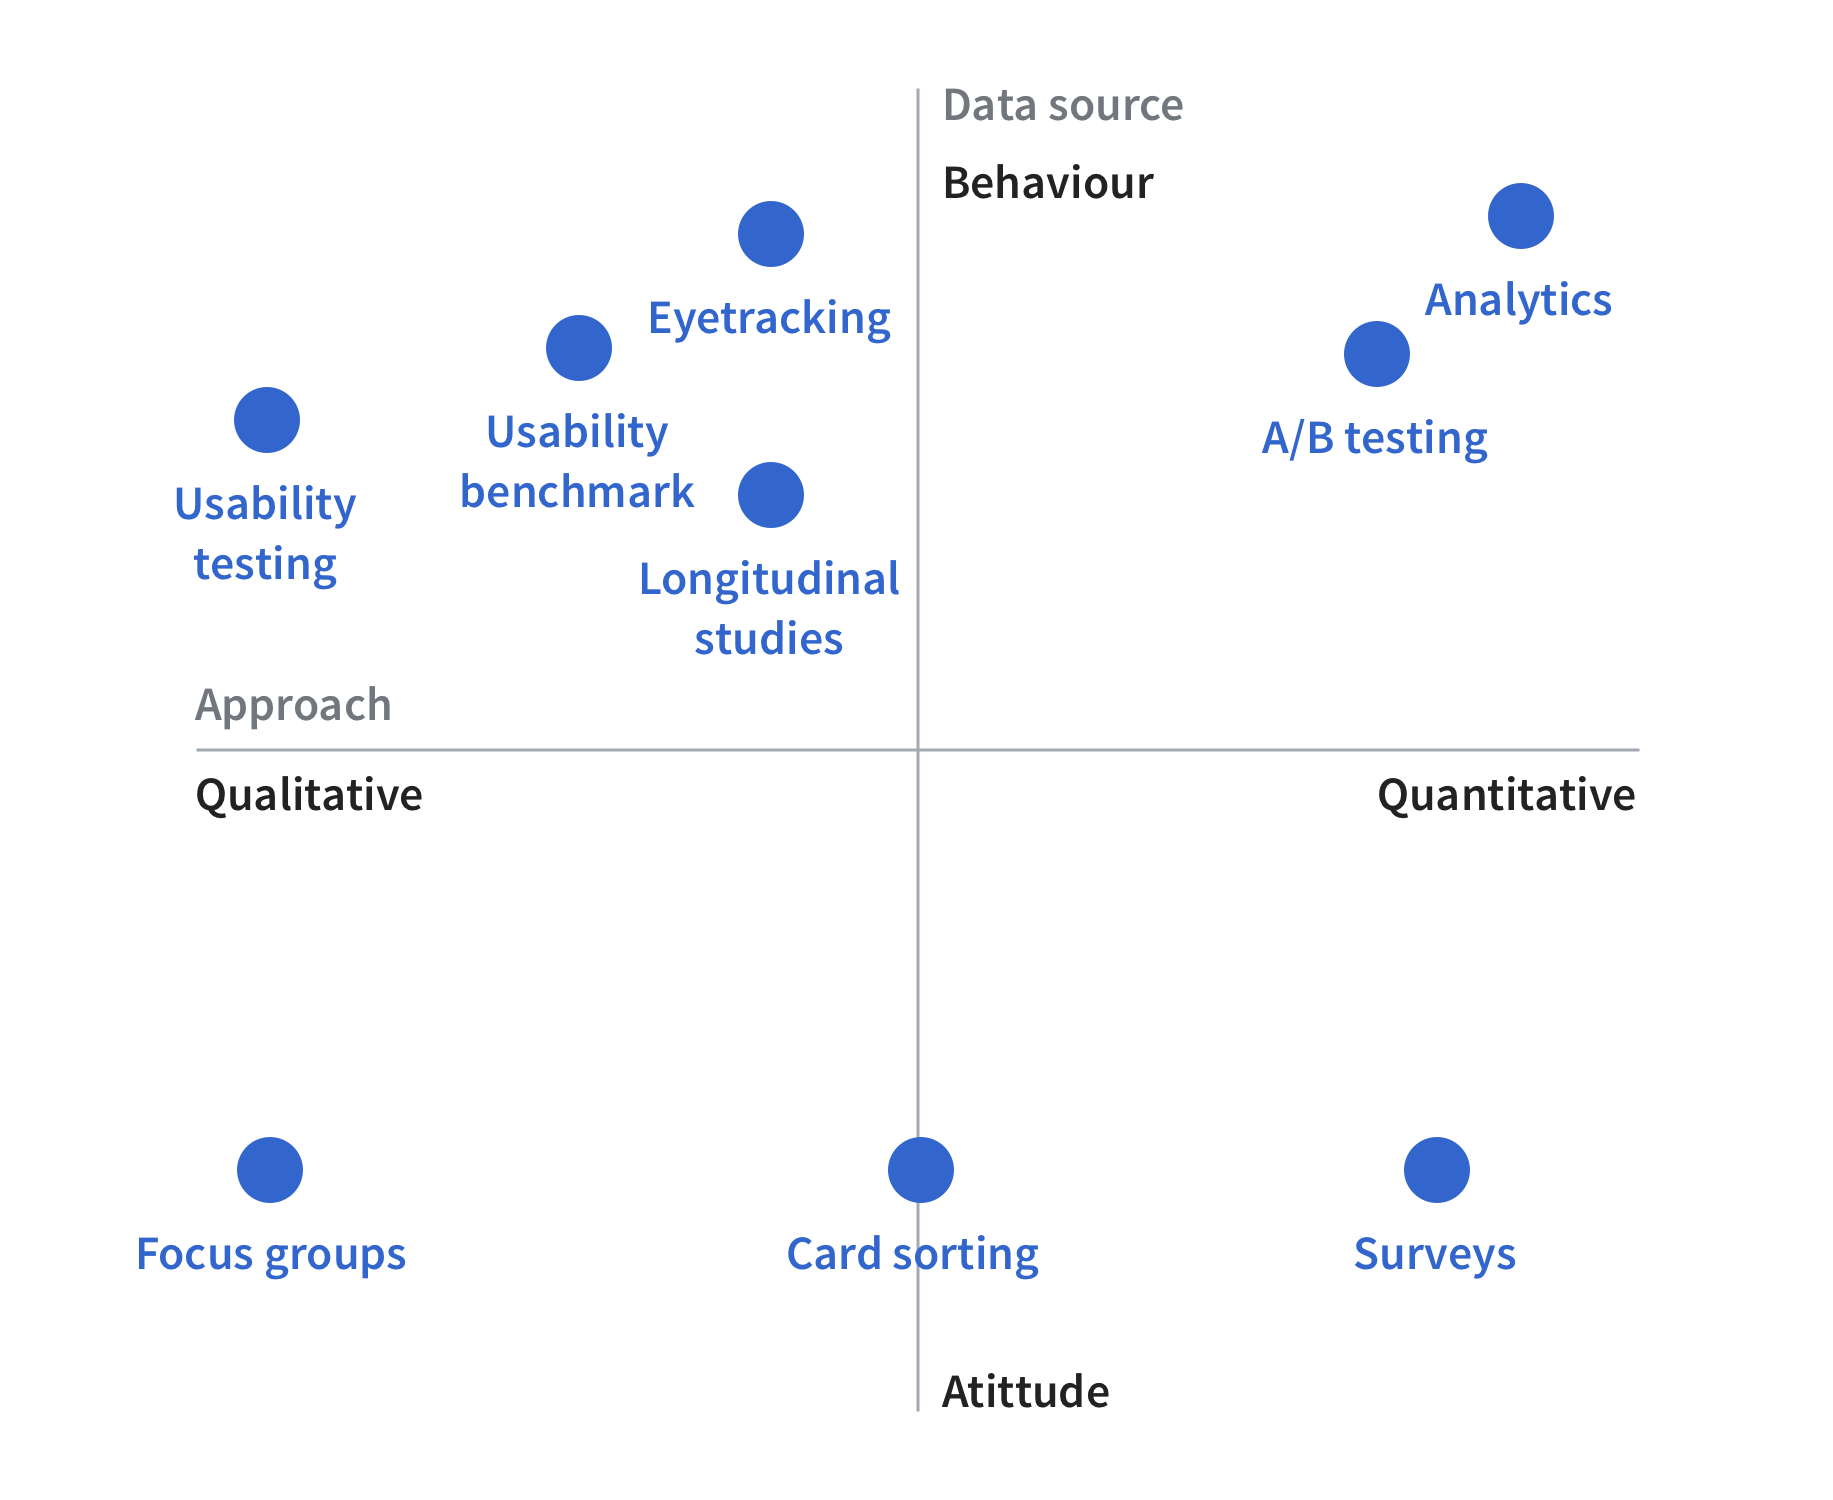 Data source
Behaviour
Analytics
Eyetracking
A/B testing
Usability
benchmark
Usability
testing
Longitudinal
studies
Approach
Qualitative
Quantitative
Focus groups
Card sorting
Surveys
Atittude